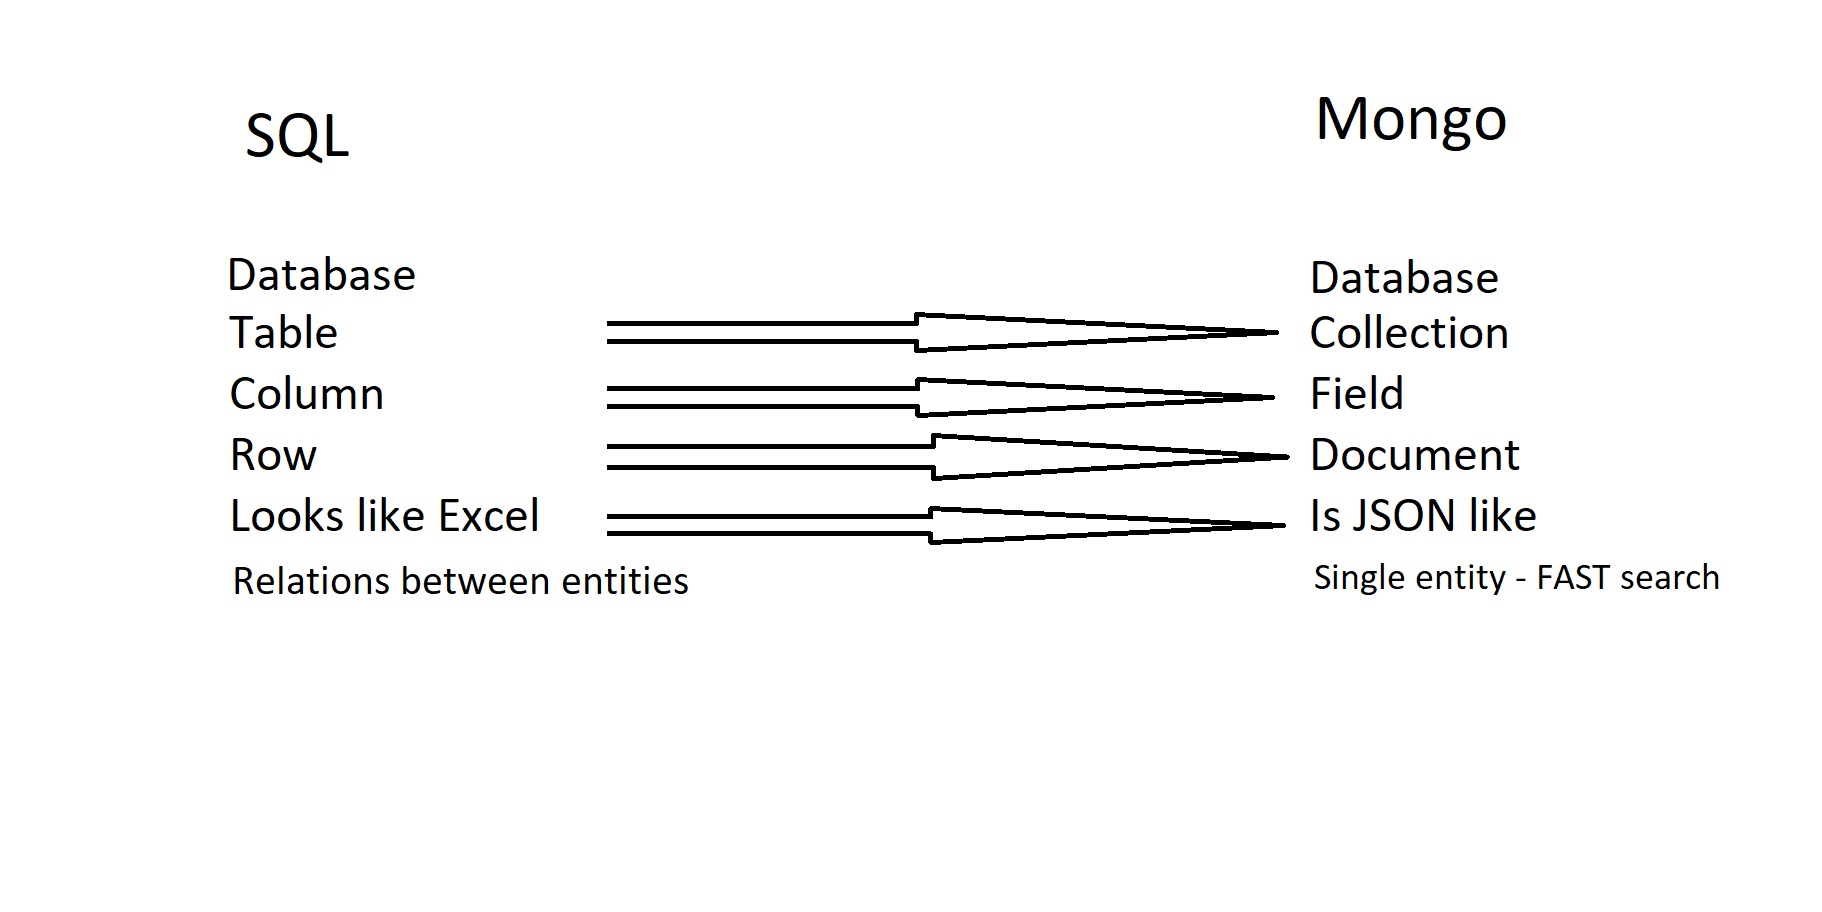 SQL
Mongo
Database
Database
Table
Collection
Column
Field
Row
Document
Looks like Excel
Is JSON like
Relations between entities
Single entity - FAST search